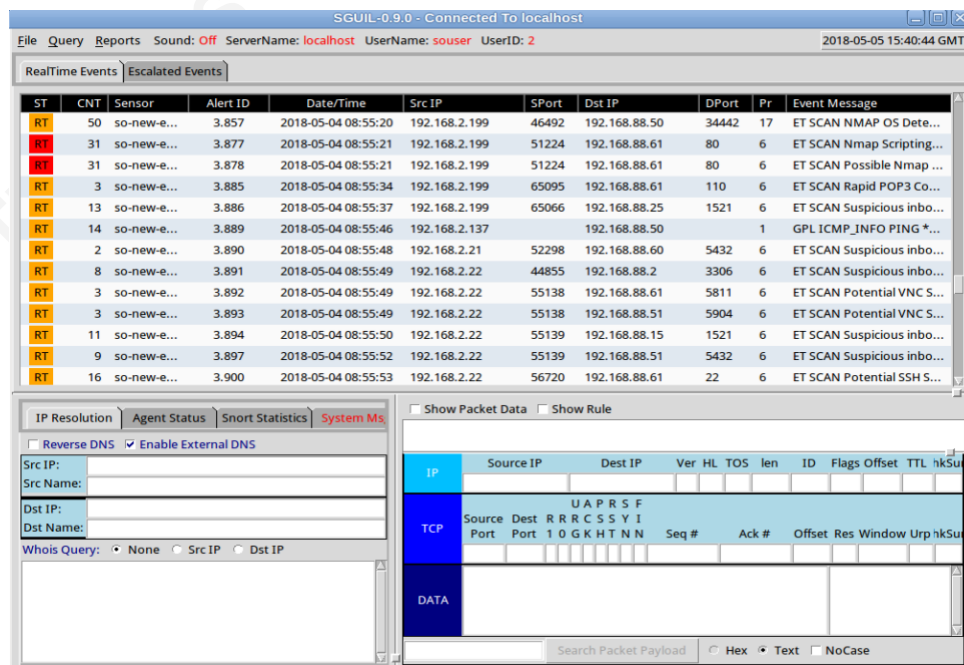 SGUIL-0.9.0 - Connected To localhost
File Query Reports Sound: Off ServerName: localhost UserName: souser UserID: 2 2018-05-05 15:40:44 GMT
RealTime Events Escalated Events
ST CNT Sensor Alert ID Date/Time Src IP SPort Dst IP DPort Pr Event Message
RT 50 so-new-e... 3.857 2018-05-04 08:55:20 192.168.2.199 46492 192.168.88.50 34442 17 ET SCAN NMAP OS Dete...
RT 31 so-new-e... 3.877 2018-05-04 08:55:21 192.168.2.199 51224 192.168.88.61 80 6 ET SCAN Nmap Scripting...
RT 31 so-new-e... 3.878 2018-05-04 08:55:21 192.168.2.199 51224 192.168.88.61 80 6 ET SCAN Possible Nmap ...
RT 3 so-new-e... 3.885 2018-05-04 08:55:34 192.168.2.199 65095 192.168.88.61 110 6 ET SCAN Rapid POP3 Co...
RT 13 so-new-e... 3.886 2018-05-04 08:55:37 192.168.2.199 65066 192.168.88.25 1521 6 ET SCAN Suspicious inbo...
RT 14 so-new-e... 3.889 2018-05-04 08:55:46 192.168.2.137 192.168.88.50 1 GPL ICMP_INFO PING *...
RT 2 so-new-e... 3.890 2018-05-04 08:55:48 192.168.2.21 52298 192.168.88.60 5432 6 ET SCAN Suspicious inbo...
RT 8 so-new-e... 3.891 2018-05-04 08:55:49 192.168.2.22 44855 192.168.88.2 3306 6 ET SCAN Suspicious inbo...
RT 3 so-new-e... 3.892 2018-05-04 08:55:49 192.168.2.22 55138 192.168.88.61 5811 6 ET SCAN Potential VNC S...
RT 3 so-new-e... 3.893 2018-05-04 08:55:49 192.168.2.22 55138 192.168.88.51 5904 6 ET SCAN Potential VNC S...
RT 11 so-new-e... 3.894 2018-05-04 08:55:50 192.168.2.22 55139 192.168.88.15 1521 6 ET SCAN Suspicious inbo...
RT 9 so-new-e... 3.897 2018-05-04 08:55:52 192.168.2.22 55139 192.168.88.51 5432 6 ET SCAN Suspicious inbo...
RT 16 so-new-e... 3.900 2018-05-04 08:55:53 192.168.2.22 56720 192.168.88.61 22 6 ET SCAN Potential SSH S...
IP Resolution Agent Status Snort Statistics System Ms
Reverse DNS Enable External DNS
Src IP:
Src Name:
Dst IP:
Dst Name:
Whois Query: None Src IP Dst IP
Show Packet Data Show Rule
IP Source IP Dest IP Ver HL TOS len ID Flags Offset TTL hkSur
TCP
U A P R S F
Source Dest R R R C S S Y I
Port Port 1 0 G K H T N N Seq # Ack # Offset Res Window Urp hkSur
DATA
Search Packet Payload Hex Text NoCase